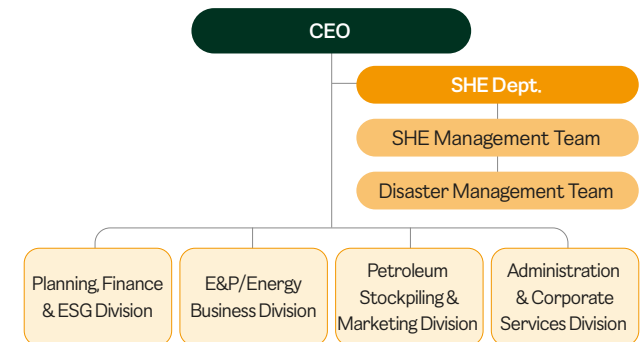 CEO
SHE Dept.
SHE Management Team
Disaster Management Team
Planning, Finance
& ESG Division
E&P/Energy
Business Division
Petroleum
Stockpiling &
Marketing Division
Administration
& Corporate
Services Division